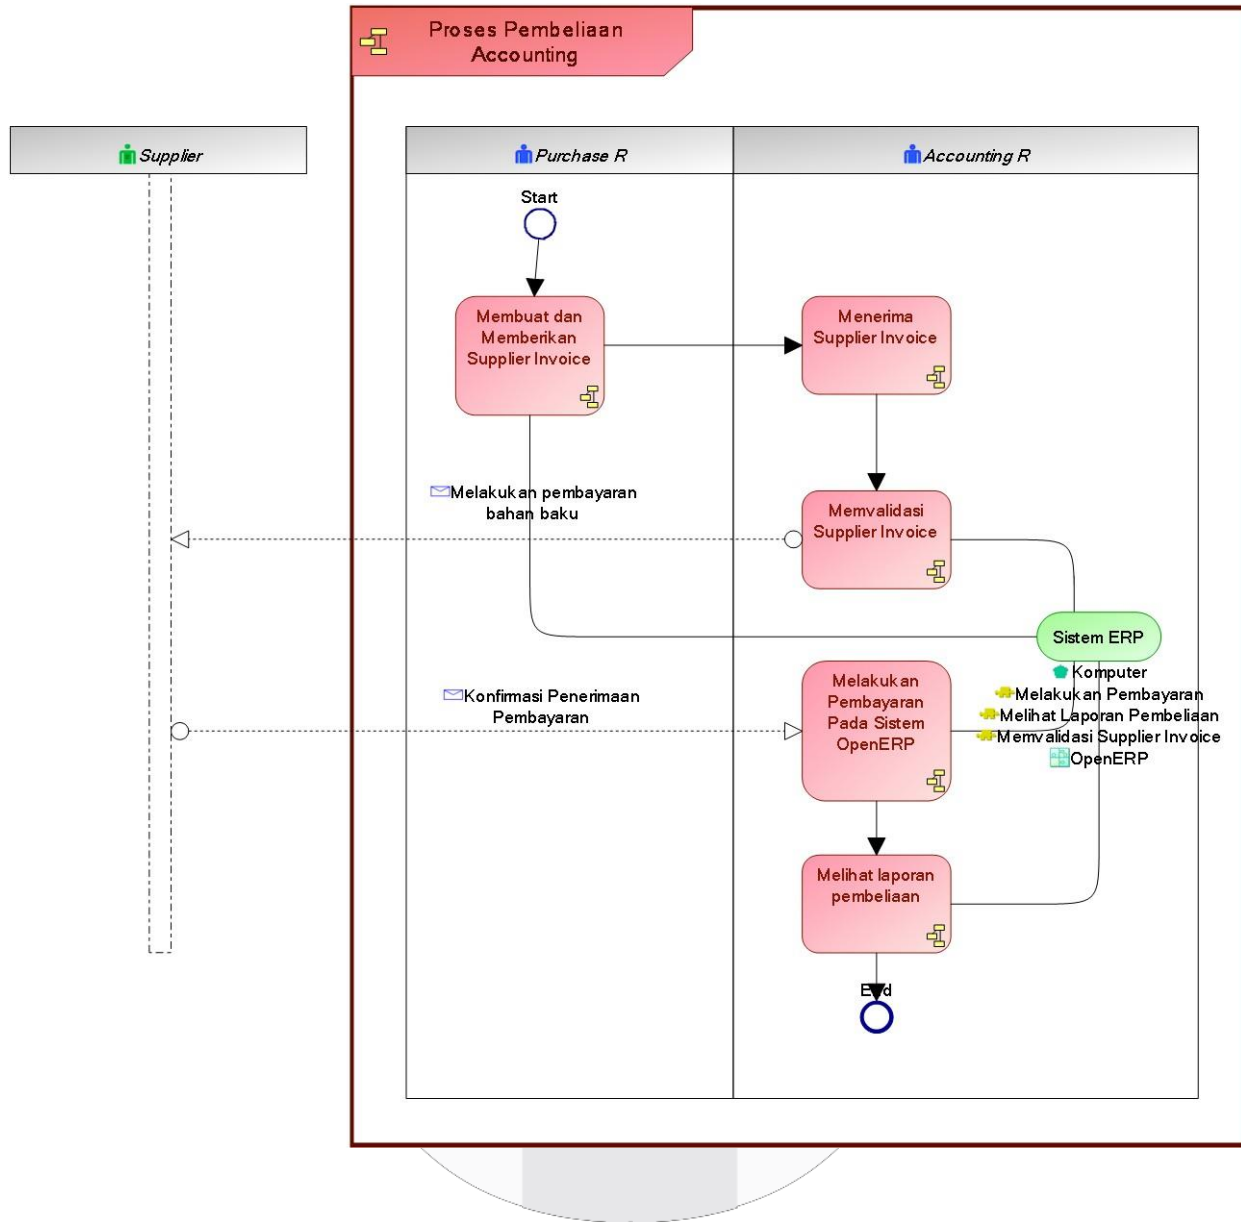 Proses Pembeliaan
Accounting
Supplier
Purchase R
Accounting R
Start
Membuat dan
Memberikan
Supplier Invoice
Menerima
Supplier Invoice
Melakukan pembayaran
bahan baku
Memvalidasi
Supplier Invoice
Sistem ERP
Komputer
Melakukan Pembayaran
Melihat Laporan Pembeliaan
Memvalidasi Supplier Invoice
OpenERP
Konfirmasi Penerimaan
Pembayaran
Melakukan
Pembayaran
Pada Sistem
OpenERP
Melihat laporan
pembeliaan
End